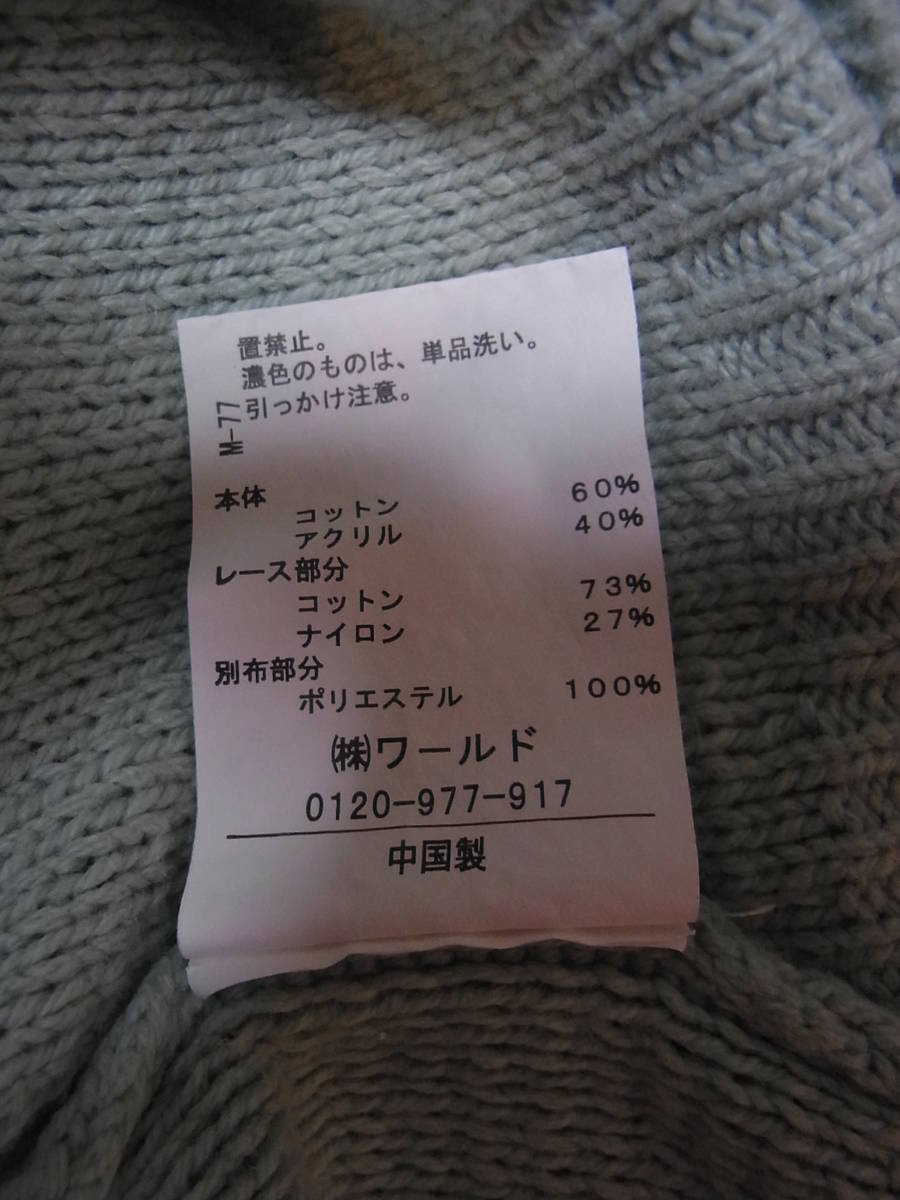 置禁止。
濃色のものは、単品洗い。
引っかけ注意。
M-77
本体
コットン 60%
アクリル 40%
レース部分
コットン 73%
ナイロン 27%
別布部分
ポリエステル 100%
㈱ワールド
0120-977-917
中国製